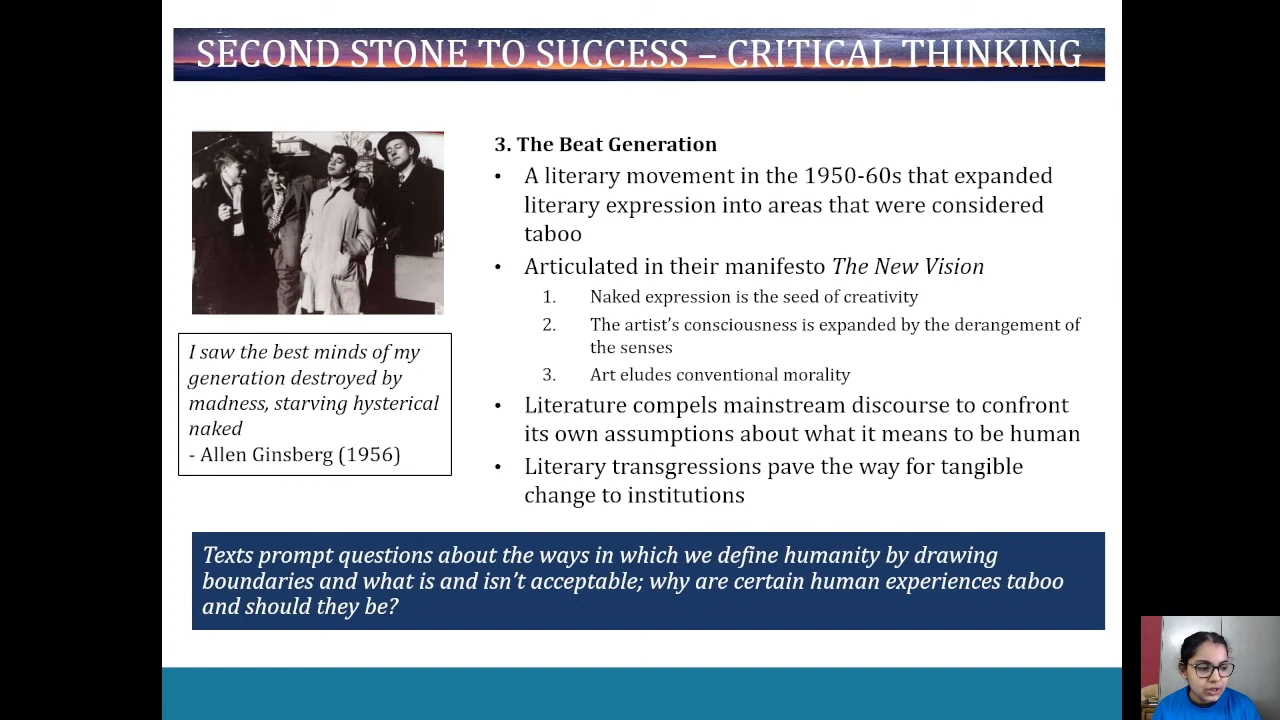 SECOND STONE TO SUCCESS – CRITICAL THINKING
3. The Beat Generation
• A literary movement in the 1950-60s that expanded
literary expression into areas that were considered
taboo
• Articulated in their manifesto The New Vision
1. Naked expression is the seed of creativity
2. The artist's consciousness is expanded by the derangement of
the senses
3. Art eludes conventional morality
• Literature compels mainstream discourse to confront
its own assumptions about what it means to be human
• Literary transgressions pave the way for tangible
change to institutions
I saw the best minds of my
generation destroyed by
madness, starving hysterical
naked
- Allen Ginsberg (1956)
Texts prompt questions about the ways in which we define humanity by drawing
boundaries and what is and isn't acceptable; why are certain human experiences taboo
and should they be?